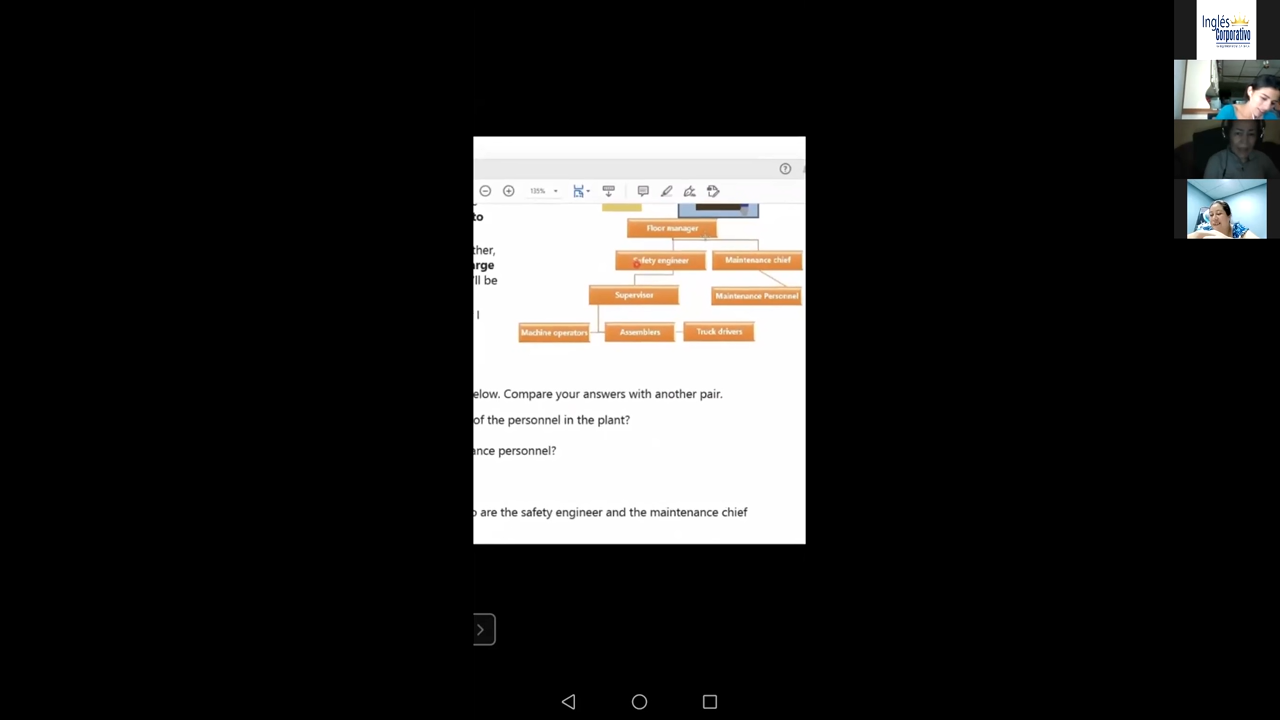 Inglés
Corporativo
135%
to
Floor manager
ther,
Safety engineer
Maintenance chief
arge
'll be
Supervisor
Maintenance Personnel
I
Machine operators
Assemblers
Truck drivers
elow. Compare your answers with another pair.
of the personnel in the plant?
ance personnel?
o are the safety engineer and the maintenance chief